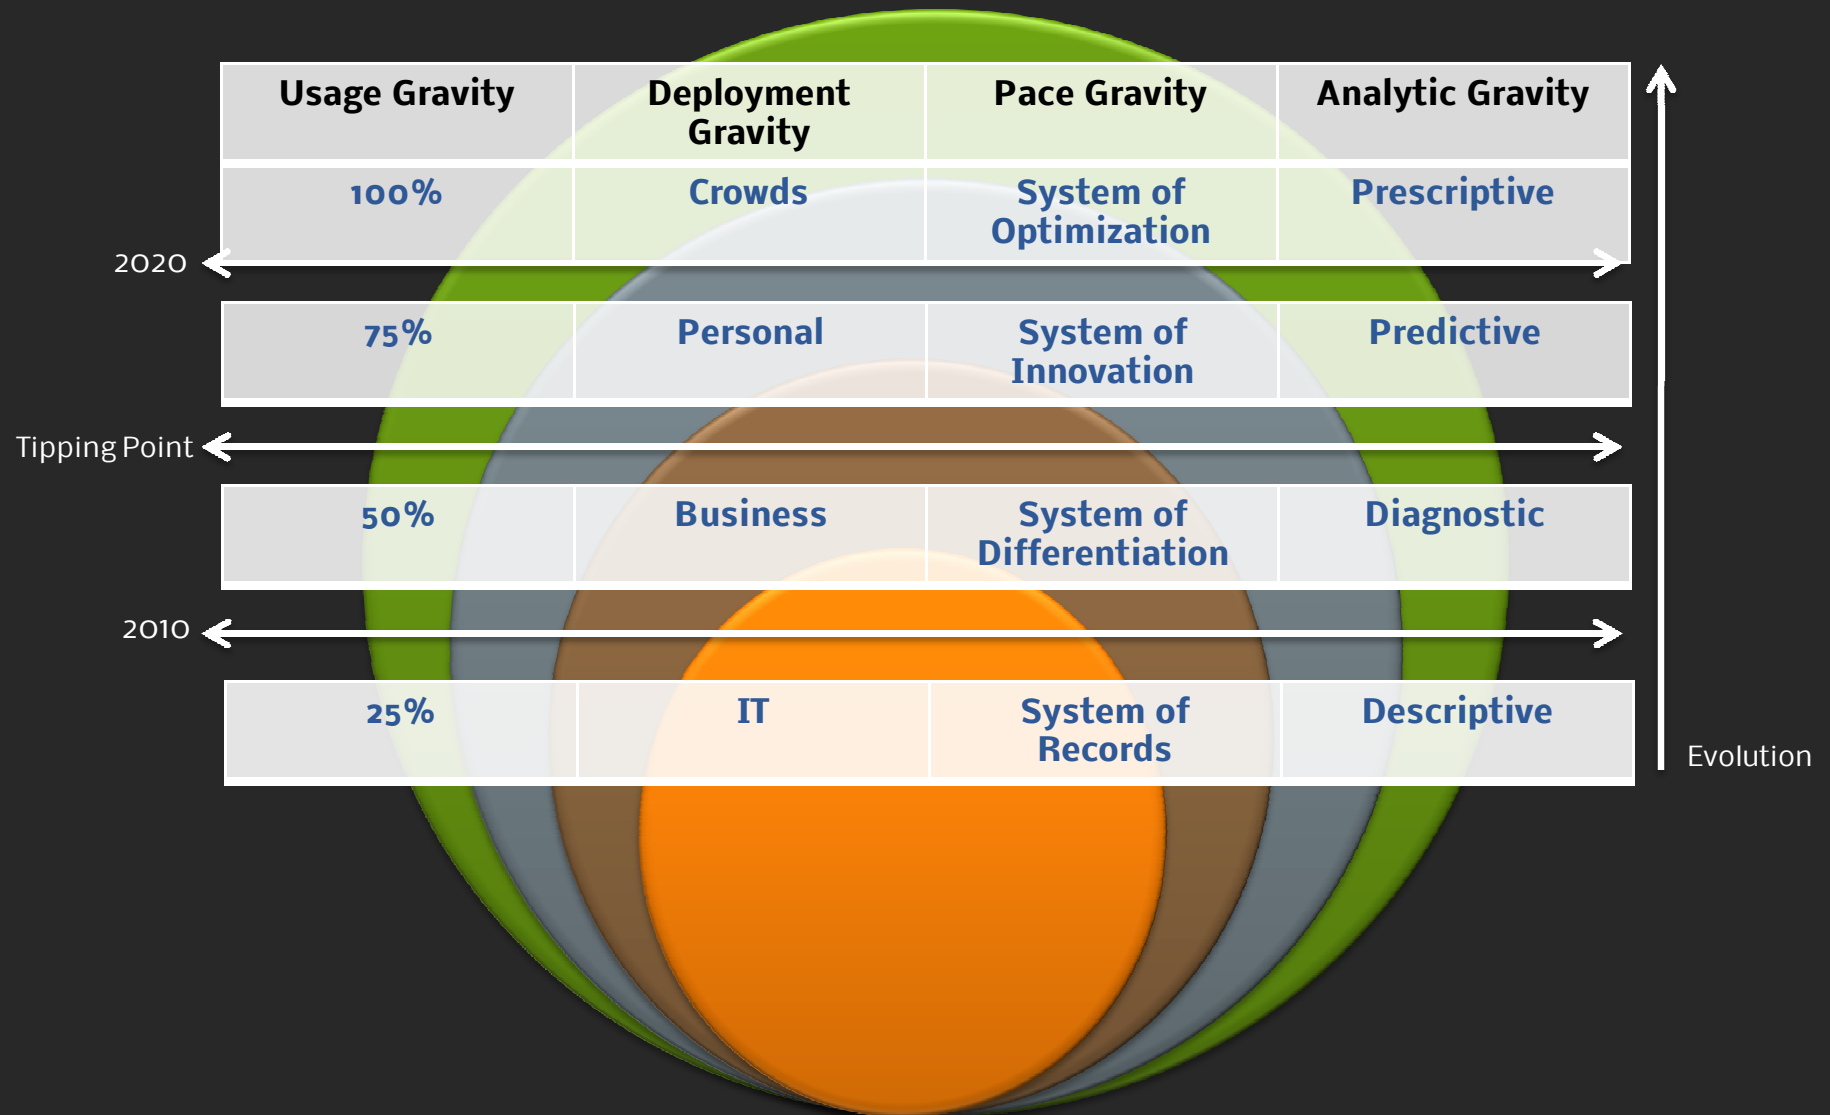 Usage Gravity
Deployment
Gravity
Pace Gravity
Analytic Gravity
100%
Crowds
System of
Optimization
Prescriptive
2020
75%
Personal
System of
Innovation
Predictive
Tipping Point
50%
Business
System of
Differentiation
Diagnostic
2010
25%
IT
System of
Records
Descriptive
Evolution